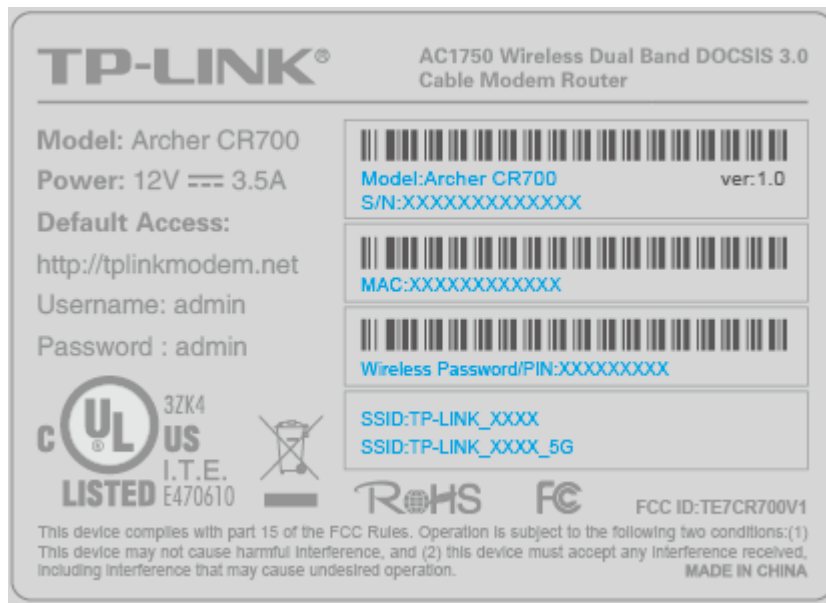 TP-LINK®
AC1750 Wireless Dual Band DOCSIS 3.0
Cable Modem Router
Model: Archer CR700
Power: 12V ⎓ 3.5A
Default Access:
http://tplinkmodem.net
Username: admin
Password : admin
Model:Archer CR700 ver:1.0
S/N:XXXXXXXXXXXXX
MAC:XXXXXXXXXXXX
Wireless Password/PIN:XXXXXXXXX
SSID:TP-LINK_XXXX
SSID:TP-LINK_XXXX_5G
C UL® US
LISTED
3ZK4
I.T.E.
E470610
RoHS
FC
FCC ID:TE7CR700V1
This device complies with part 15 of the FCC Rules. Operation is subject to the following two conditions:(1)
This device may not cause harmful interference, and (2) this device must accept any interference received,
including interference that may cause undesired operation.
MADE IN CHINA